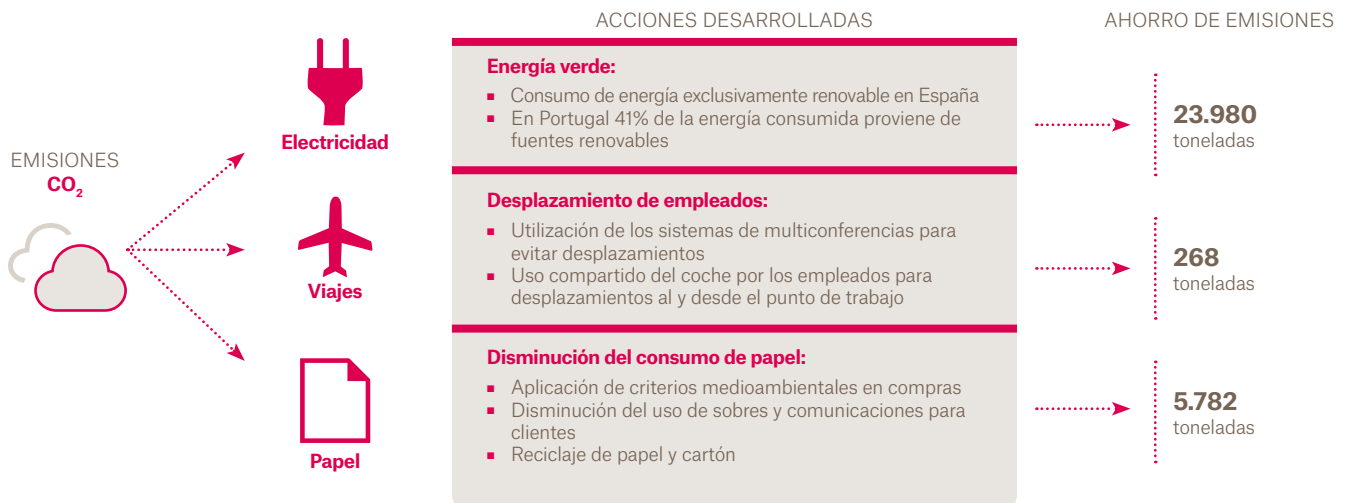 ACCIONES DESARROLLADAS
AHORRO DE EMISIONES
EMISIONES
CO₂
Electricidad
Energía verde:
▪ Consumo de energía exclusivamente renovable en España
▪ En Portugal 41% de la energía consumida proviene de
fuentes renovables
23.980
toneladas
Viajes
Desplazamiento de empleados:
▪ Utilización de los sistemas de multiconferencias para
evitar desplazamientos
▪ Uso compartido del coche por los empleados para
desplazamientos al y desde el punto de trabajo
268
toneladas
Papel
Disminución del consumo de papel:
▪ Aplicación de criterios medioambientales en compras
▪ Disminución del uso de sobres y comunicaciones para
clientes
▪ Reciclaje de papel y cartón
5.782
toneladas